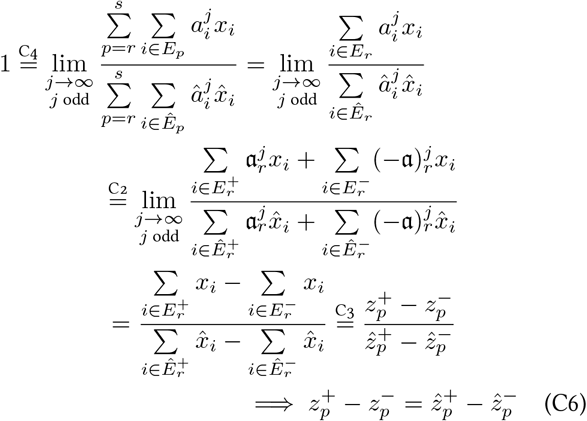 1 \overset{C4}{=} \lim_{\substack{j\to\infty \\ j \text{ odd}}} \frac{\sum_{p=r}^{s} \sum_{i\in E_p} a_i^j x_i}{\sum_{p=r}^{s} \sum_{i\in \hat{E}_p} \hat{a}_i^j \hat{x}_i} = \lim_{\substack{j\to\infty \\ j \text{ odd}}} \frac{\sum_{i\in E_r} a_i^j x_i}{\sum_{i\in \hat{E}_r} \hat{a}_i^j \hat{x}_i}
\overset{C2}{=} \lim_{\substack{j\to\infty \\ j \text{ odd}}} \frac{\sum_{i\in E_r^+} \mathfrak{a}_r^j x_i + \sum_{i\in E_r^-} (-\mathfrak{a})_r^j x_i}{\sum_{i\in \hat{E}_r^+} \mathfrak{a}_r^j \hat{x}_i + \sum_{i\in \hat{E}_r^-} (-\mathfrak{a})_r^j \hat{x}_i}
= \frac{\sum_{i\in E_r^+} x_i - \sum_{i\in E_r^-} x_i}{\sum_{i\in \hat{E}_r^+} \hat{x}_i - \sum_{i\in \hat{E}_r^-} \hat{x}_i} \overset{C3}{=} \frac{z_p^+ - z_p^-}{\hat{z}_p^+ - \hat{z}_p^-}
\implies z_p^+ - z_p^- = \hat{z}_p^+ - \hat{z}_p^- (C6)